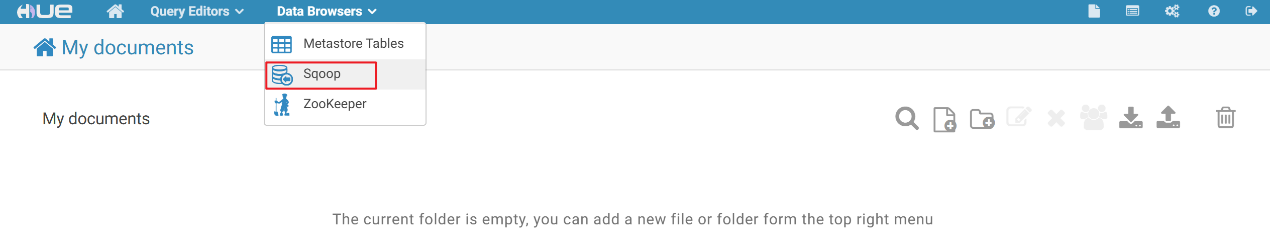 HUE Query Editors Data Browsers
Metastore Tables
Sqoop
ZooKeeper
My documents
My documents
The current folder is empty, you can add a new file or folder form the top right menu